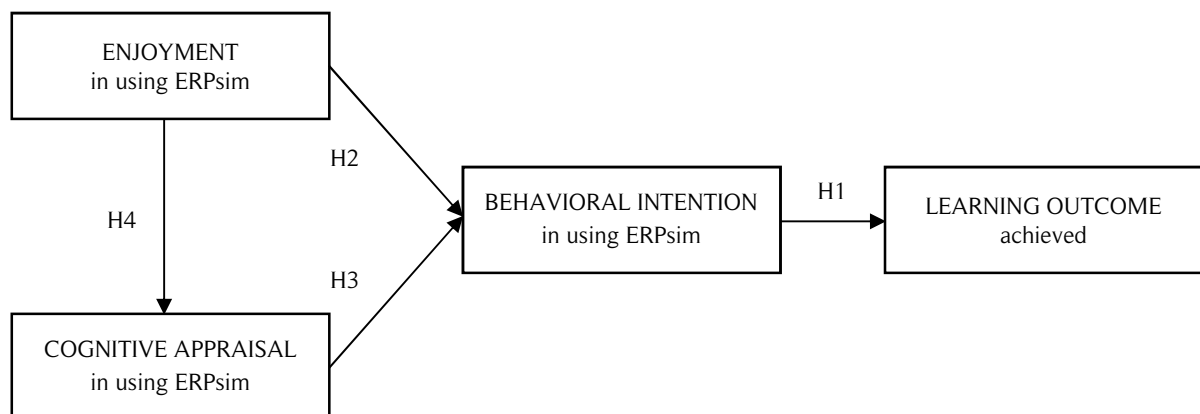 ENJOYMENT
in using ERPsim
H2
BEHAVIORAL INTENTION
in using ERPsim
H1
LEARNING OUTCOME
achieved
H4
H3
COGNITIVE APPRAISAL
in using ERPsim